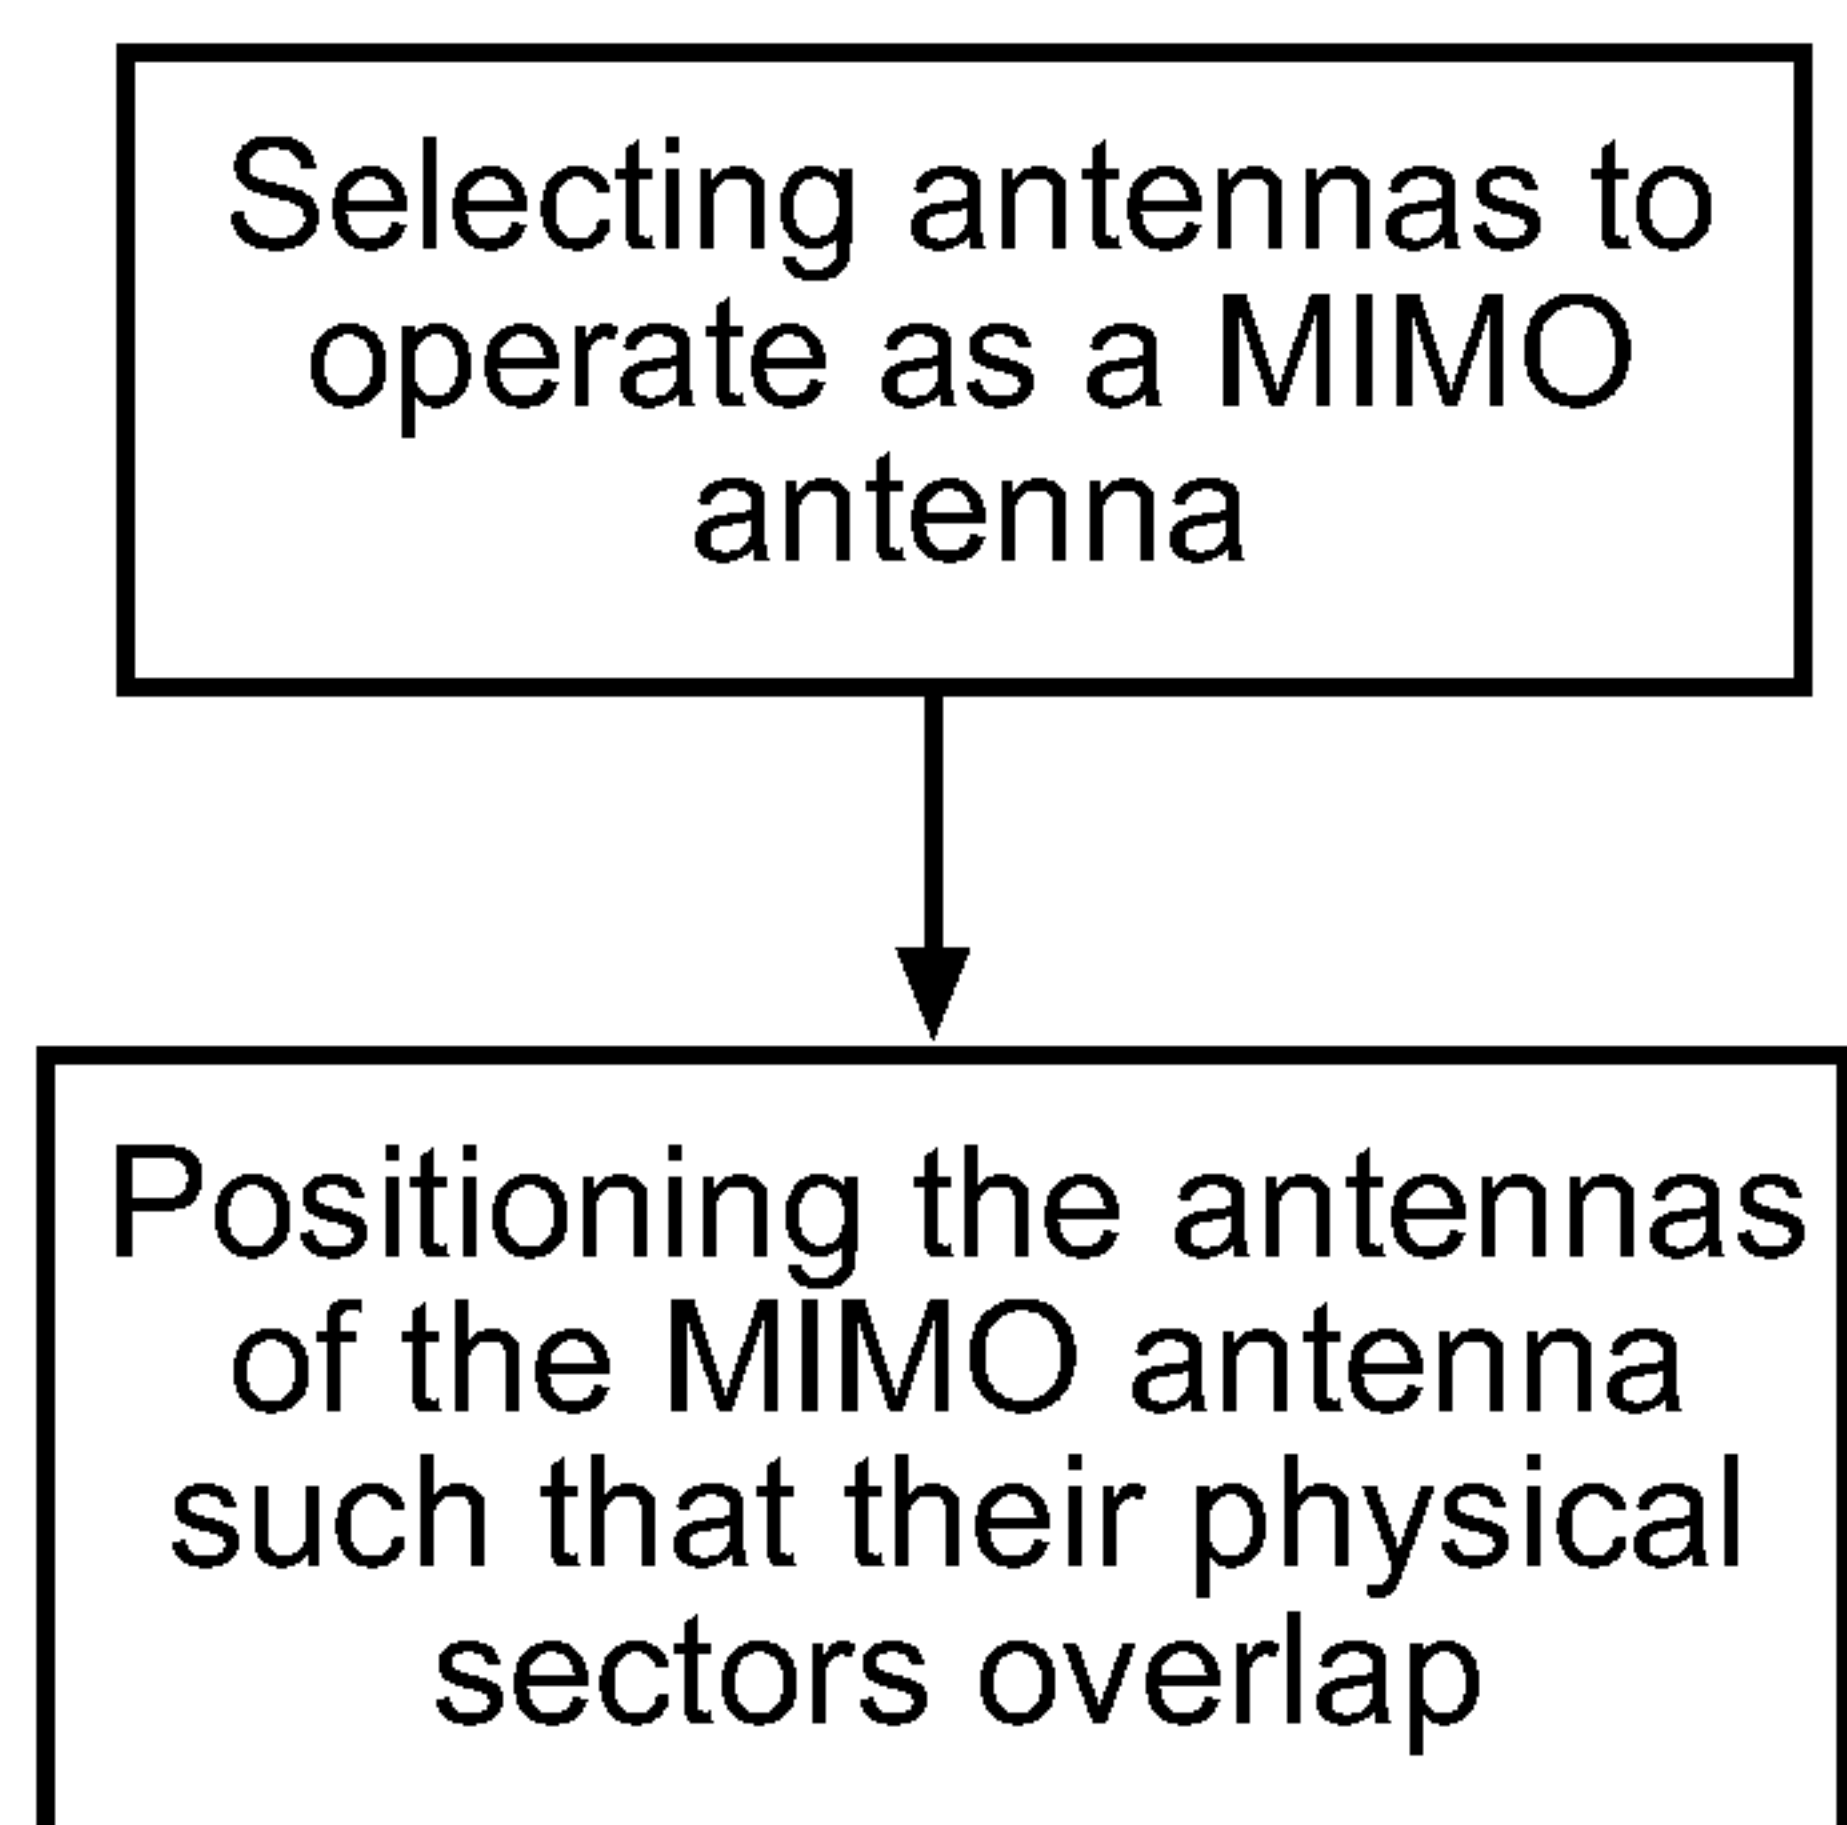 Selecting antennas to
operate as a MIMO
antenna
Positioning the antennas
of the MIMO antenna
such that their physical
sectors overlap